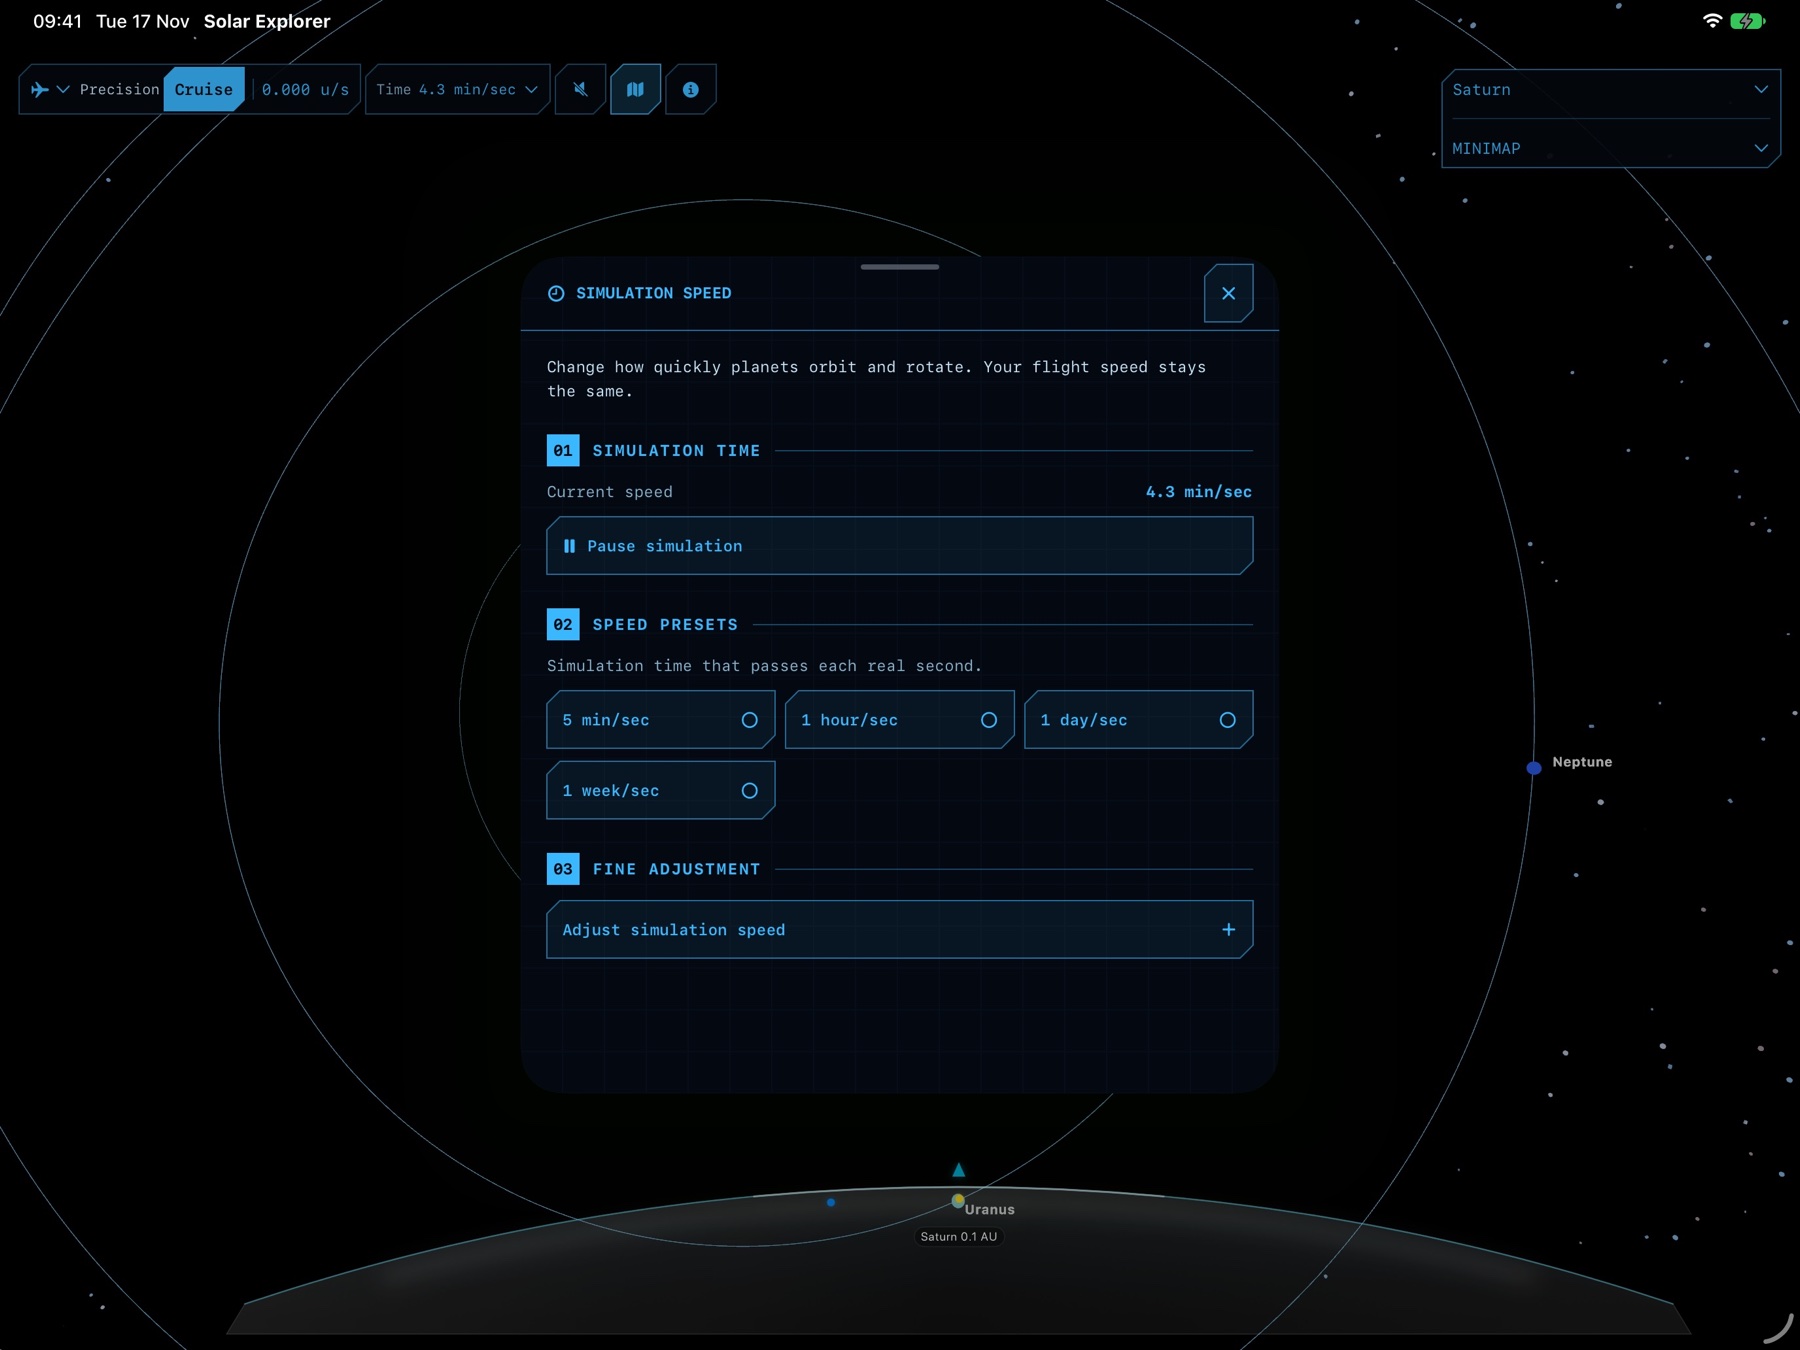 09:41 Tue 17 Nov Solar Explorer
Precision Cruise 0.000 u/s Time 4.3 min/sec
Saturn
MINIMAP
SIMULATION SPEED
Change how quickly planets orbit and rotate. Your flight speed stays
the same.
01 SIMULATION TIME
Current speed 4.3 min/sec
Pause simulation
02 SPEED PRESETS
Simulation time that passes each real second.
5 min/sec 1 hour/sec 1 day/sec
1 week/sec
03 FINE ADJUSTMENT
Adjust simulation speed +
Neptune
Uranus
Saturn 0.1 AU